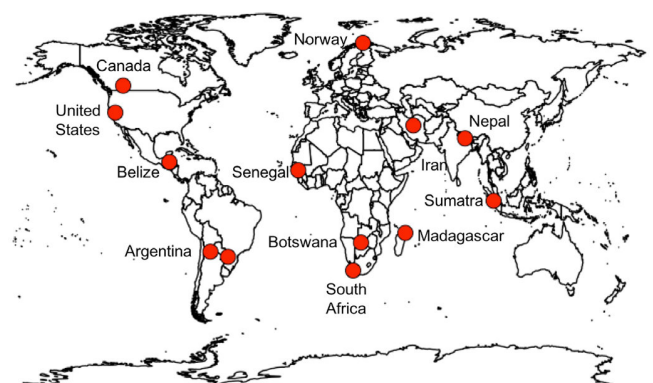 Norway
Canada
United
States
Nepal
Iran
Belize
Senegal
Sumatra
Argentina
Botswana
Madagascar
South
Africa